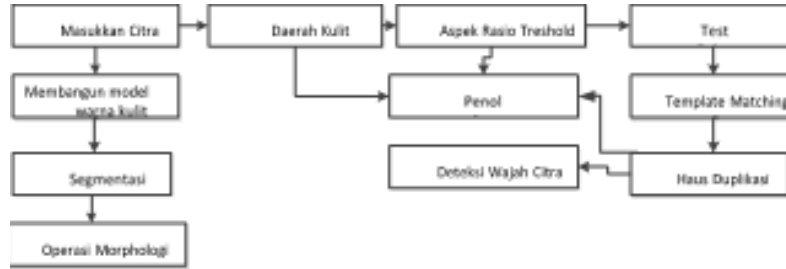 Masukkan Citra
Daerah Kulit
Aspek Rasio Treshold
Test
Membangun model
warna kulit
Penol
Template Matching
Segmentasi
Deteksi Wajah Citra
Haus Duplikasi
Operasi Morphologi